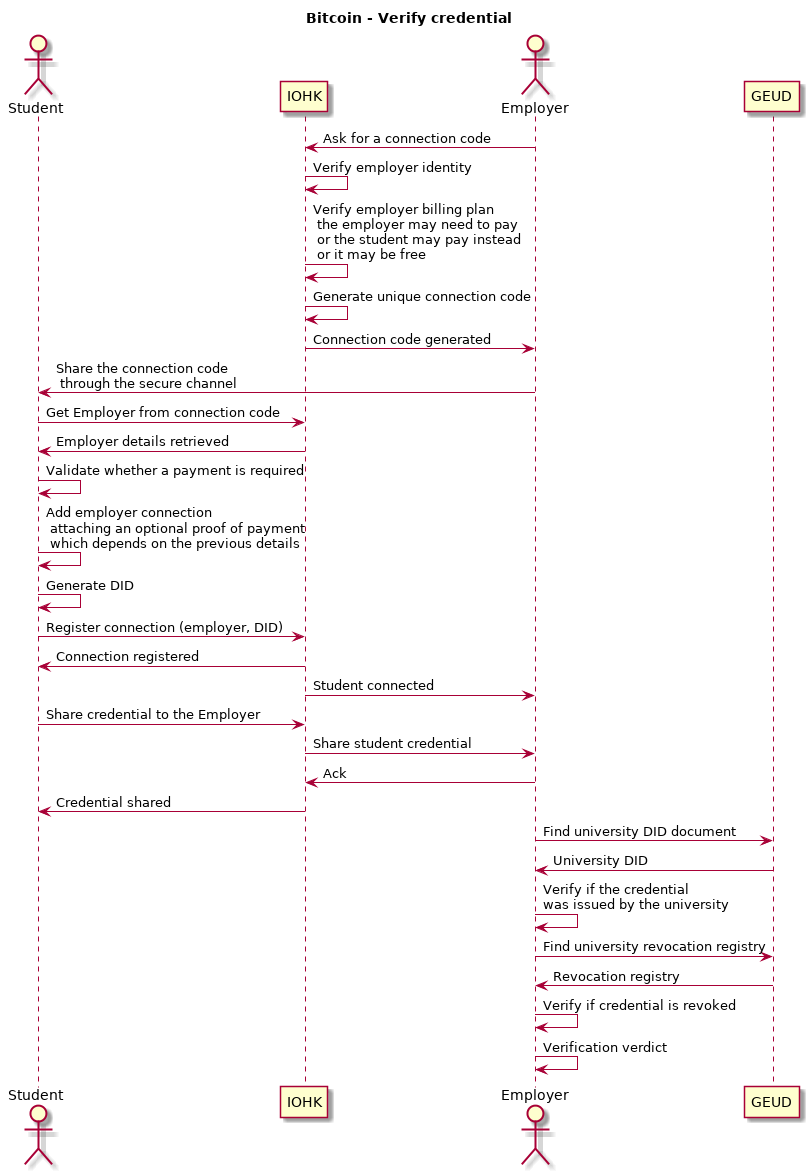 Bitcoin - Verify credential
Student
IOHK
Employer
GEUD
Ask for a connection code
Verify employer identity
Verify employer billing plan
the employer may need to pay
or the student may pay instead
or it may be free
Generate unique connection code
Connection code generated
Share the connection code
through the secure channel
Get Employer from connection code
Employer details retrieved
Validate whether a payment is required
Add employer connection
attaching an optional proof of payment
which depends on the previous details
Generate DID
Register connection (employer, DID)
Connection registered
Student connected
Share credential to the Employer
Share student credential
Ack
Credential shared
Find university DID document
University DID
Verify if the credential
was issued by the university
Find university revocation registry
Revocation registry
Verify if credential is revoked
Verification verdict
Student
IOHK
Employer
GEUD